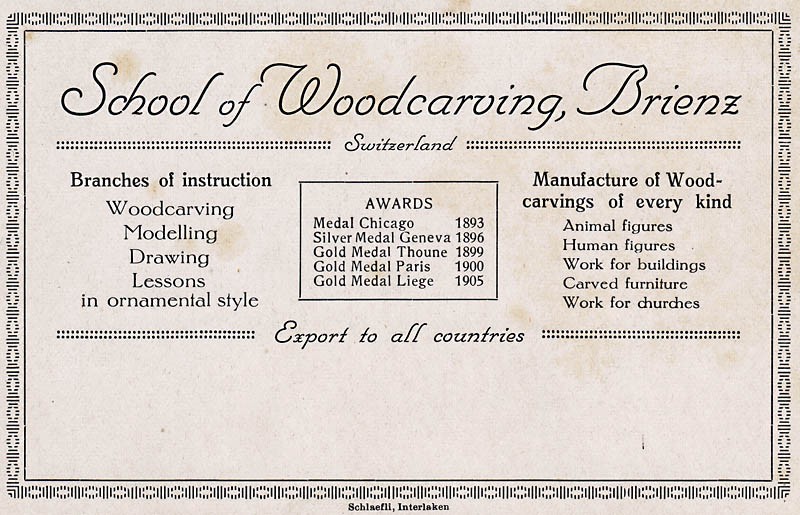 School of Woodcarving, Brienz
Switzerland
Branches of instruction
Woodcarving
Modelling
Drawing
Lessons
in ornamental style
AWARDS
Medal Chicago 1893
Silver Medal Geneva 1896
Gold Medal Thoune 1899
Gold Medal Paris 1900
Gold Medal Liege 1905
Manufacture of Wood-
carvings of every kind
Animal figures
Human figures
Work for buildings
Carved furniture
Work for churches
Export to all countries
Schlaefli, Interlaken